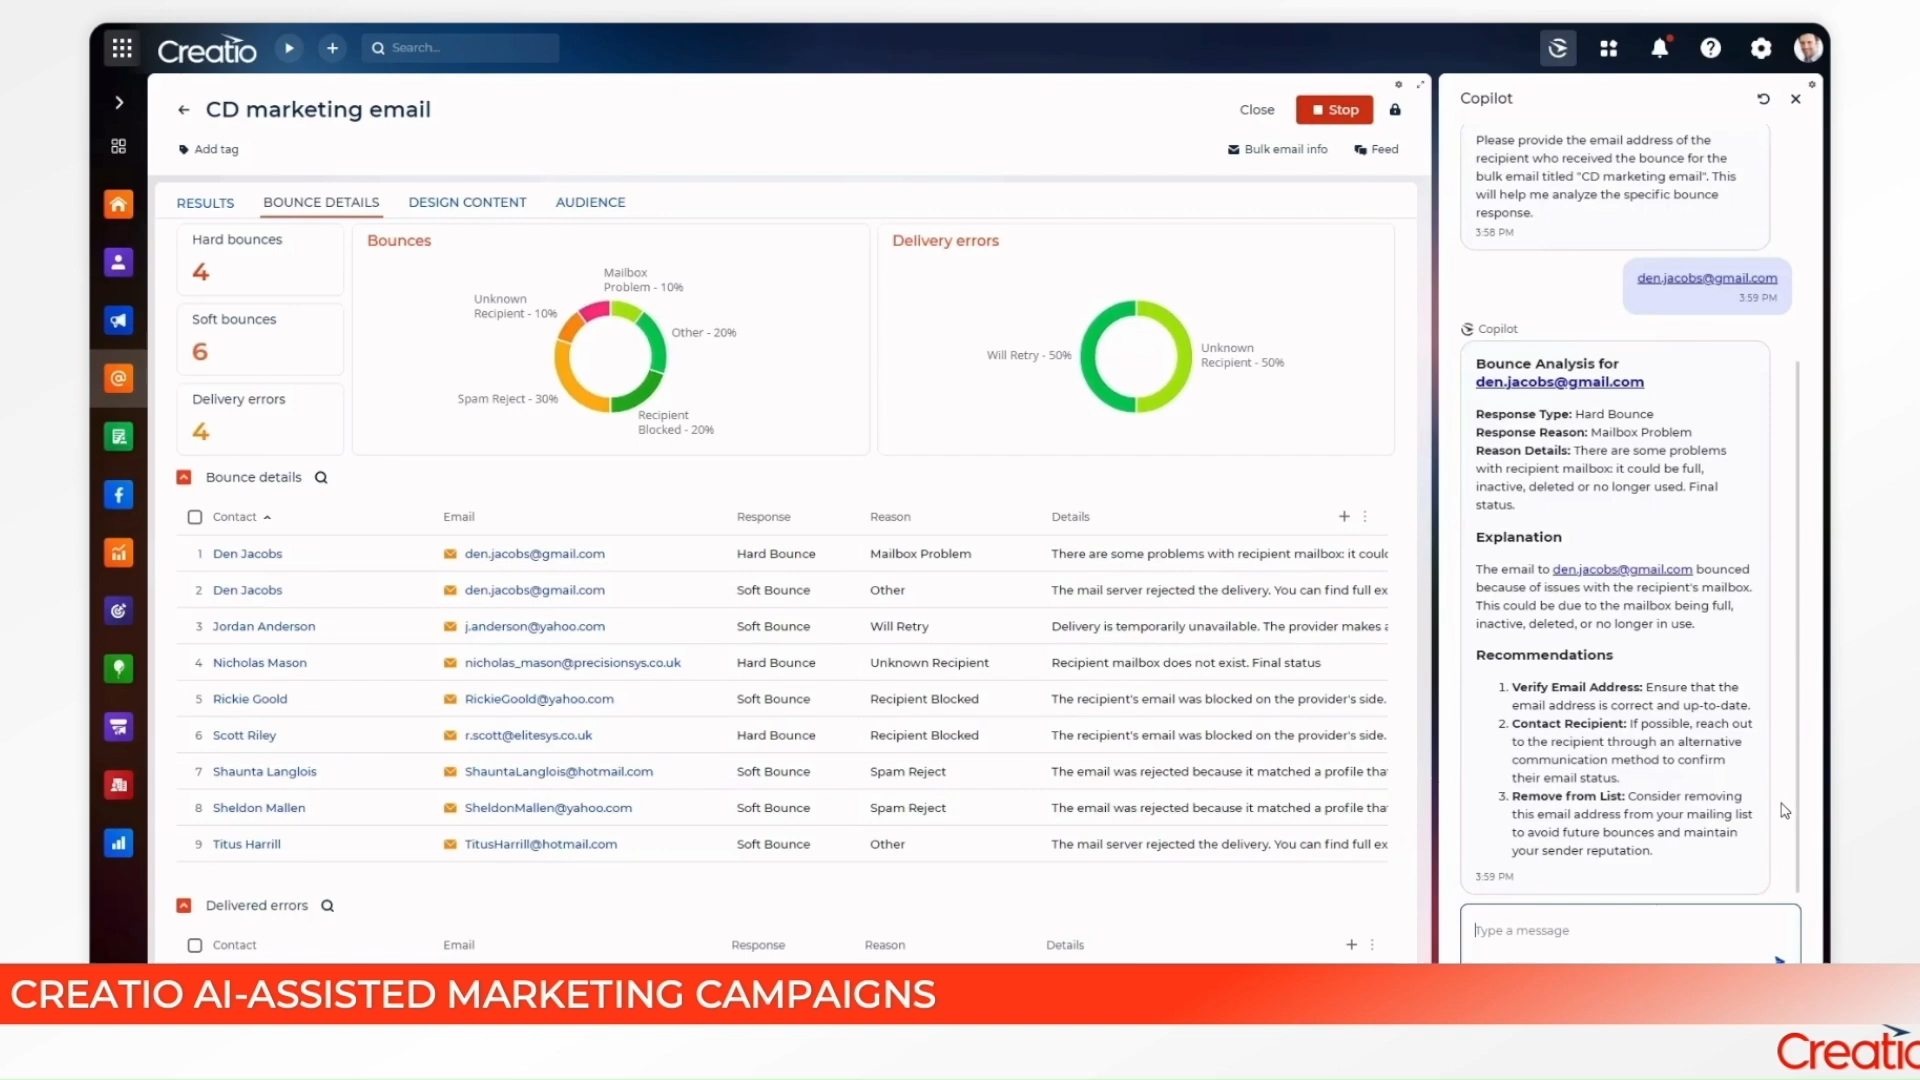 Creatio
Search...
CD marketing email
Close
Stop
Add tag
Bulk email info
Feed
RESULTS
BOUNCE DETAILS
DESIGN CONTENT
AUDIENCE
Hard bounces
4
Soft bounces
6
Delivery errors
4
Bounces
Mailbox
Problem - 10%
Unknown
Recipient - 10%
Other - 20%
Spam Reject - 30%
Recipient
Blocked - 20%
Delivery errors
Will Retry - 50%
Unknown
Recipient - 50%
Bounce details
Contact Email Response Reason Details
1 Den Jacobs den.jacobs@gmail.com Hard Bounce Mailbox Problem There are some problems with recipient mailbox: it could
2 Den Jacobs den.jacobs@gmail.com Soft Bounce Other The mail server rejected the delivery. You can find full ex
3 Jordan Anderson j.anderson@yahoo.com Soft Bounce Will Retry Delivery is temporarily unavailable. The provider makes a
4 Nicholas Mason nicholas_mason@precisionsys.co.uk Hard Bounce Unknown Recipient Recipient mailbox does not exist. Final status
5 Rickie Goold RickieGoold@yahoo.com Soft Bounce Recipient Blocked The recipient's email was blocked on the provider's side.
6 Scott Riley r.scott@elitesys.co.uk Hard Bounce Recipient Blocked The recipient's email was blocked on the provider's side.
7 Shaunta Langlois ShauntaLanglois@hotmail.com Soft Bounce Spam Reject The email was rejected because it matched a profile that
8 Sheldon Mallen SheldonMallen@yahoo.com Soft Bounce Spam Reject The email was rejected because it matched a profile that
9 Titus Harrill TitusHarrill@hotmail.com Soft Bounce Other The mail server rejected the delivery. You can find full ex
Delivered errors
Contact Email Response Reason Details
Copilot
Please provide the email address of the
recipient who received the bounce for the
bulk email titled "CD marketing email". This
will help me analyze the specific bounce
response.
3:58 PM
den.jacobs@gmail.com
3:59 PM
Copilot
Bounce Analysis for
den.jacobs@gmail.com
Response Type: Hard Bounce
Response Reason: Mailbox Problem
Reason Details: There are some problems
with recipient mailbox: it could be full,
inactive, deleted or no longer used. Final
status.
Explanation
The email to den.jacobs@gmail.com bounced
because of issues with the recipient's mailbox.
This could be due to the mailbox being full,
inactive, deleted, or no longer in use.
Recommendations
1. Verify Email Address: Ensure that the
email address is correct and up-to-date.
2. Contact Recipient: If possible, reach out
to the recipient through an alternative
communication method to confirm
their email status.
3. Remove from List: Consider removing
this email address from your mailing list
to avoid future bounces and maintain
your sender reputation.
3:59 PM
Type a message
CREATIO AI-ASSISTED MARKETING CAMPAIGNS
Creatio